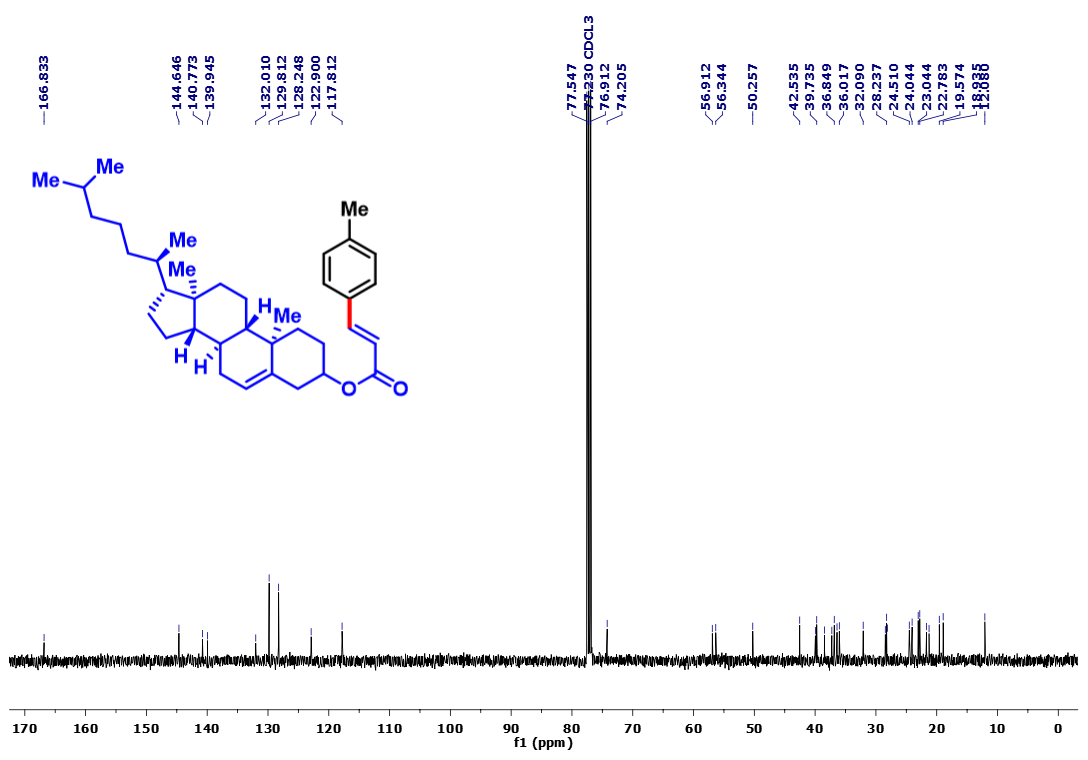 166.833
144.646
140.773
139.945
132.010
129.812
128.248
122.900
117.812
77.547
77.230 CDCL3
76.912
74.205
56.912
56.344
50.257
42.535
39.735
36.849
36.017
32.090
28.237
24.510
24.044
23.044
22.783
19.574
18.935
12.080
Me
Me
Me
Me
Me
H
Me
H
H
O
O
170 160 150 140 130 120 110 100 90 80 70 60 50 40 30 20 10 0
f1 (ppm)